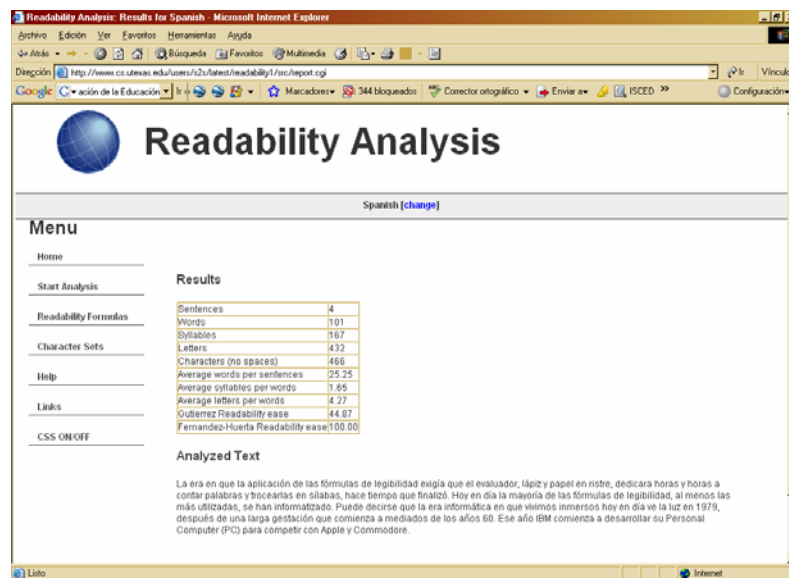 Readability Analysis: Results for Spanish - Microsoft Internet Explorer
Archivo Edición Ver Favoritos Herramientas Ayuda
Atrás Búsqueda Favoritos Multimedia
Dirección http://www.cs.utexas.edu/users/s2s/latest/readability1/src/report.cgi Ir Vínculos
Google ación de la Educación Ir Marcadores 344 bloqueados Corrector ortográfico Enviar a ISCED Configuración
Readability Analysis
Spanish [change]
Menu
Home
Start Analysis
Readability Formulas
Character Sets
Help
Links
CSS ON/OFF
Results
Sentences 4
Words 101
Syllables 167
Letters 432
Characters (no spaces) 466
Average words per sentences 25.25
Average syllables per words 1.65
Average letters per words 4.27
Gutierrez Readability ease 44.87
Fernandez-Huerta Readability ease 100.00
Analyzed Text
La era en que la aplicación de las fórmulas de legibilidad exigía que el evaluador, lápiz y papel en ristre, dedicara horas y horas a
contar palabras y trocearlas en sílabas, hace tiempo que finalizó. Hoy en día la mayoría de las fórmulas de legibilidad, al menos las
más utilizadas, se han informatizado. Puede decirse que la era informática en que vivimos inmersos hoy en día ve la luz en 1979,
después de una larga gestación que comienza a mediados de los años 60. Ese año IBM comienza a desarrollar su Personal
Computer (PC) para competir con Apple y Commodore.
Listo Internet